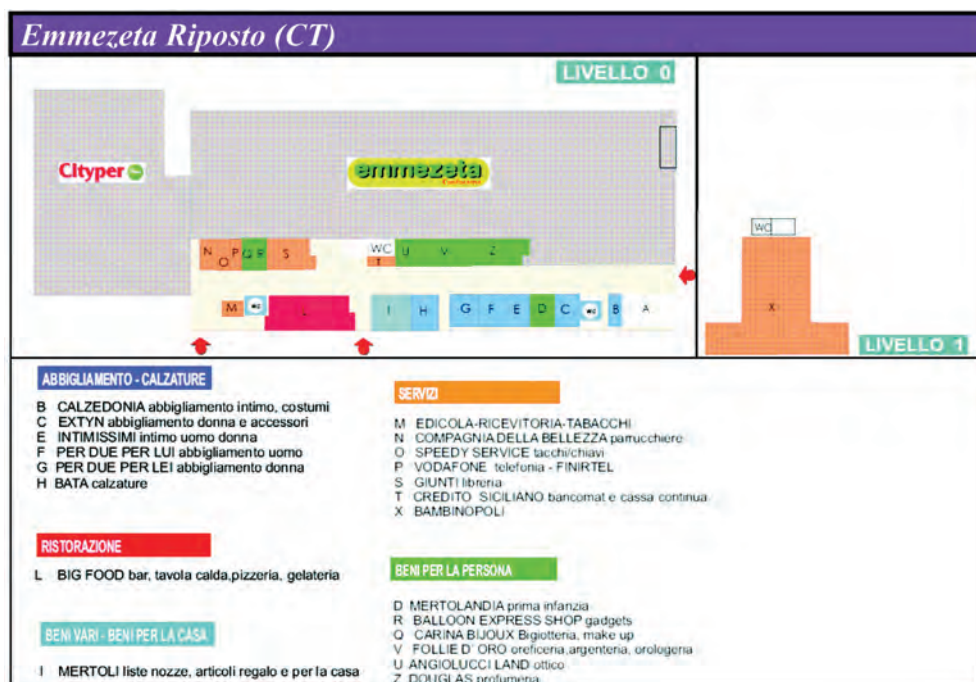 Emmezeta Riposto (CT)
LIVELLO 0
CItyper
emmezeta
N O P Q R S
WC
T U V Z
M
L I H G F E D C B A
WC
X
LIVELLO 1
ABBIGLIAMENTO - CALZATURE
B CALZEDONIA abbigliamento intimo, costumi
C EXTYN abbigliamento donna e accessori
E INTIMISSIMI intimo uomo donna
F PER DUE PER LUI abbigliamento uomo
G PER DUE PER LEI abbigliamento donna
H BATA calzature
RISTORAZIONE
L BIG FOOD bar, tavola calda,pizzeria, gelateria
BENI VARI - BENI PER LA CASA
I MERTOLI liste nozze, articoli regalo e per la casa
SERVIZI
M EDICOLA-RICEVITORIA-TABACCHI
N COMPAGNIA DELLA BELLEZZA parrucchiere
O SPEEDY SERVICE tacchi/chiavi
P VODAFONE telefonia - FINIRTEL
S GIUNTI libreria
T CREDITO SICILIANO bancomat e cassa continua
X BAMBINOPOLI
BENI PER LA PERSONA
D MERTOLANDIA prima infanzia
R BALLOON EXPRESS SHOP gadgets
Q CARINA BIJOUX Bigiotteria, make up
V FOLLIE D' ORO oreficeria,argenteria, orologeria
U ANGIOLUCCI LAND ottico
Z DOUGLAS profumeria